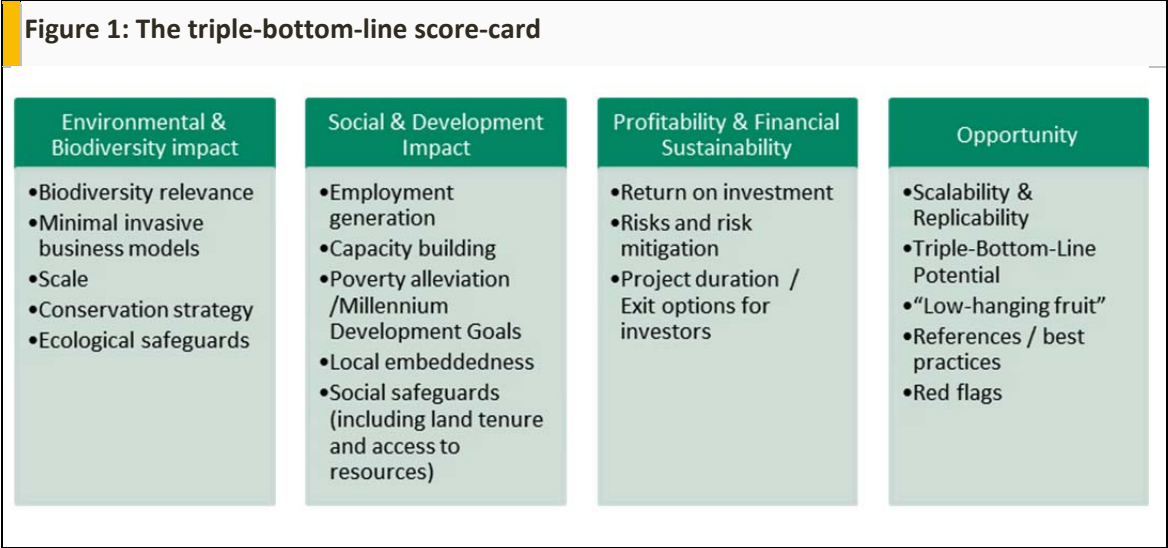 Figure 1: The triple-bottom-line score-card
Environmental &
Biodiversity impact
•Biodiversity relevance
•Minimal invasive
business models
•Scale
•Conservation strategy
•Ecological safeguards
Social & Development
Impact
•Employment
generation
•Capacity building
•Poverty alleviation
/Millennium
Development Goals
•Local embeddedness
•Social safeguards
(including land tenure
and access to
resources)
Profitability & Financial
Sustainability
•Return on investment
•Risks and risk
mitigation
•Project duration /
Exit options for
investors
Opportunity
•Scalability &
Replicability
•Triple-Bottom-Line
Potential
•“Low-hanging fruit”
•References / best
practices
•Red flags